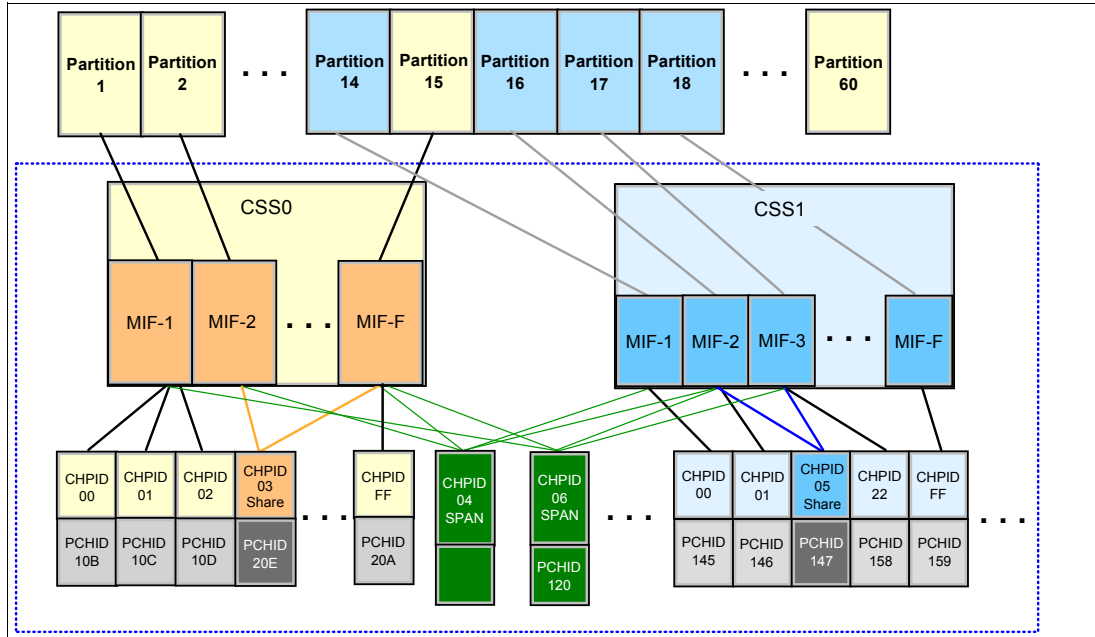 Partition
1
Partition
2
. . .
Partition
14
Partition
15
Partition
16
Partition
17
Partition
18
. . .
Partition
60
CSS0
CSS1
MIF-1
MIF-2
. . .
MIF-F
MIF-1
MIF-2
MIF-3
. . .
MIF-F
CHPID
00
CHPID
01
CHPID
02
CHPID
03
Share
. . .
CHPID
FF
CHPID
04
SPAN
CHPID
06
SPAN
. . .
CHPID
00
CHPID
01
CHPID
05
Share
CHPID
22
CHPID
FF
. . .
PCHID
10B
PCHID
10C
PCHID
10D
PCHID
20E
PCHID
20A
PCHID
120
PCHID
145
PCHID
146
PCHID
147
PCHID
158
PCHID
159